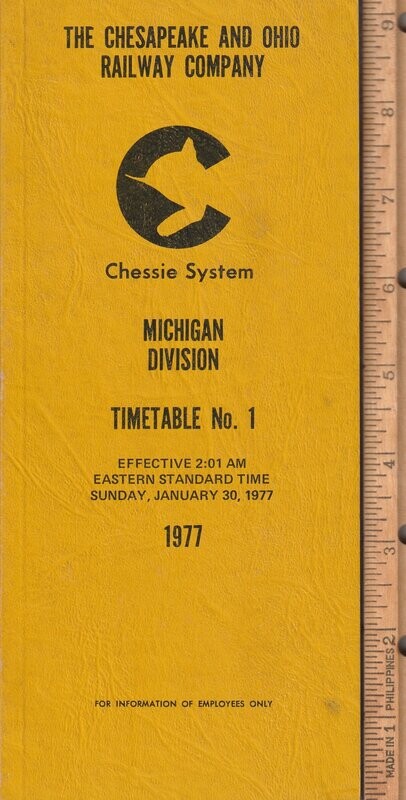 THE CHESAPEAKE AND OHIO
RAILWAY COMPANY
Chessie System
MICHIGAN
DIVISION
TIMETABLE No. 1
EFFECTIVE 2:01 AM
EASTERN STANDARD TIME
SUNDAY, JANUARY 30, 1977
1977
FOR INFORMATION OF EMPLOYEES ONLY
9
8
7
6
5
4
3
2
1
MADE IN PHILIPPINES